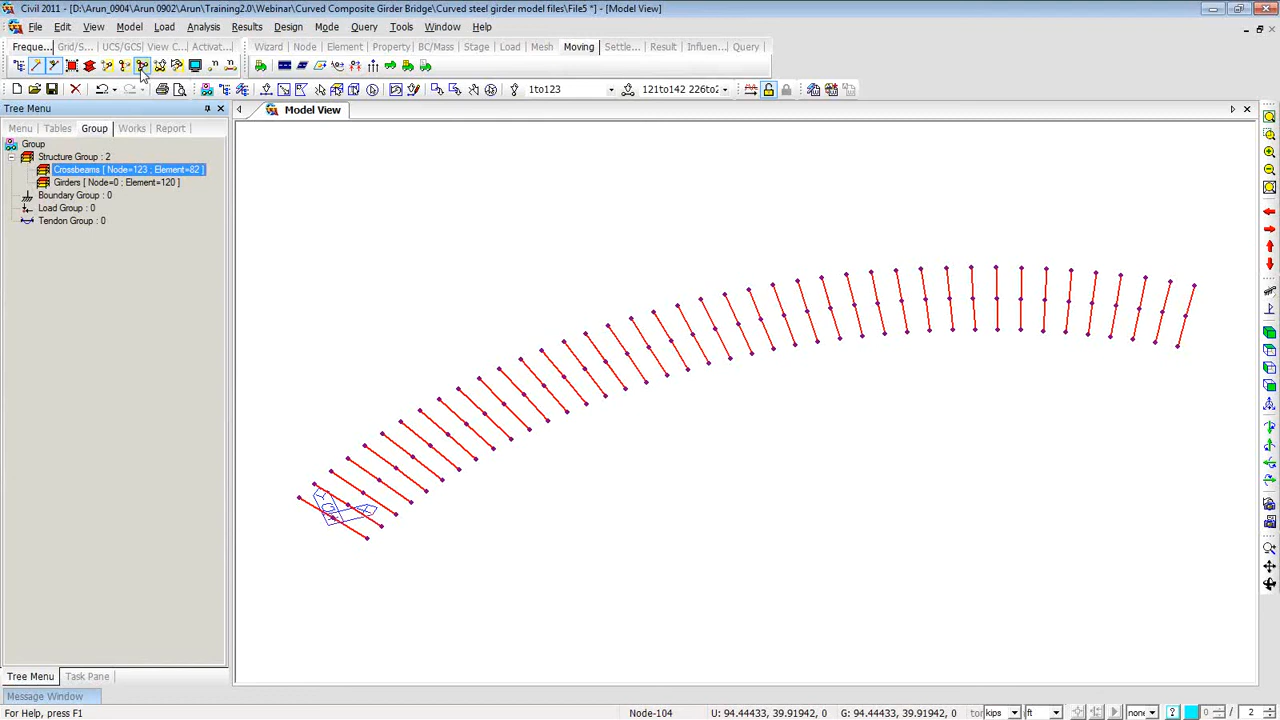 Civil 2011 - [D:\Arun_0904\Arun 0902\Arun\Training2.0\Webinar\Curved Composite Girder Bridge\Curved steel girder model files\File5 *] - [Model View]
File Edit View Model Load Analysis Results Design Mode Query Tools Window Help
Freque... Grid/S... UCS/GCS View C... Activat... Wizard Node Element Property BC/Mass Stage Load Mesh Moving Settle... Result Influen... Query
1to123 121to142 226to2
Tree Menu
Model View
Menu Tables Group Works Report
Group
Structure Group : 2
Crossbeams [ Node=123 ; Element=82 ]
Girders [ Node=0 ; Element=120 ]
Boundary Group : 0
Load Group : 0
Tendon Group : 0
Tree Menu Task Pane
Message Window
For Help, press F1 Node-104 U: 94.44433, 39.91942, 0 G: 94.44433, 39.91942, 0 kips ft none 0 / 2